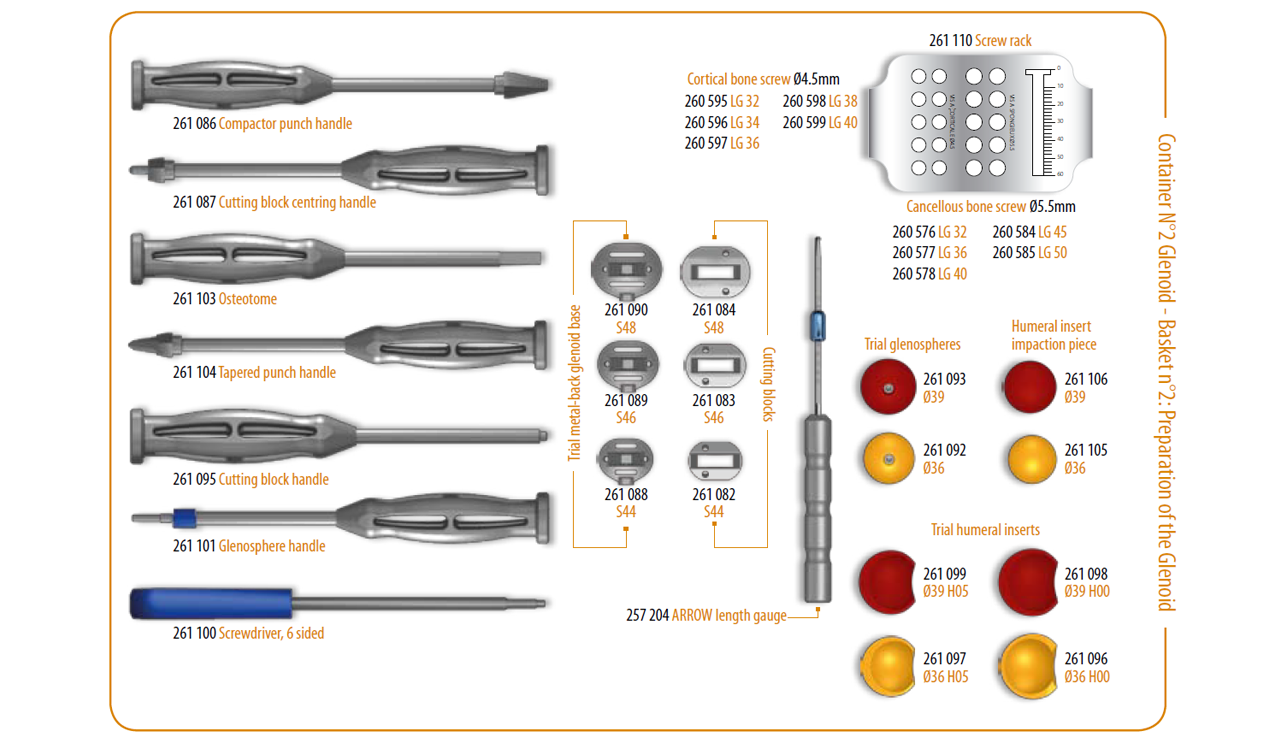 261 086 Compactor punch handle
261 087 Cutting block centring handle
261 103 Osteotome
261 104 Tapered punch handle
261 095 Cutting block handle
261 101 Glenosphere handle
261 100 Screwdriver, 6 sided
Trial metal-back glenoid base
261 090
S48
261 089
S46
261 088
S44
261 084
S48
261 083
S46
261 082
S44
Cutting blocks
257 204 ARROW length gauge
Cortical bone screw Ø4.5mm
260 595 LG 32
260 596 LG 34
260 597 LG 36
260 598 LG 38
260 599 LG 40
261 110 Screw rack
0
10
20
30
40
50
60
Cancellous bone screw Ø5.5mm
260 576 LG 32
260 577 LG 36
260 578 LG 40
260 584 LG 45
260 585 LG 50
Trial glenospheres
261 093
Ø39
261 092
Ø36
Humeral insert
impaction piece
261 106
Ø39
261 105
Ø36
Trial humeral inserts
261 099
Ø39 H05
261 098
Ø39 H00
261 097
Ø36 H05
261 096
Ø36 H00
Container N°2 Glenoid - Basket n°2: Preparation of the Glenoid